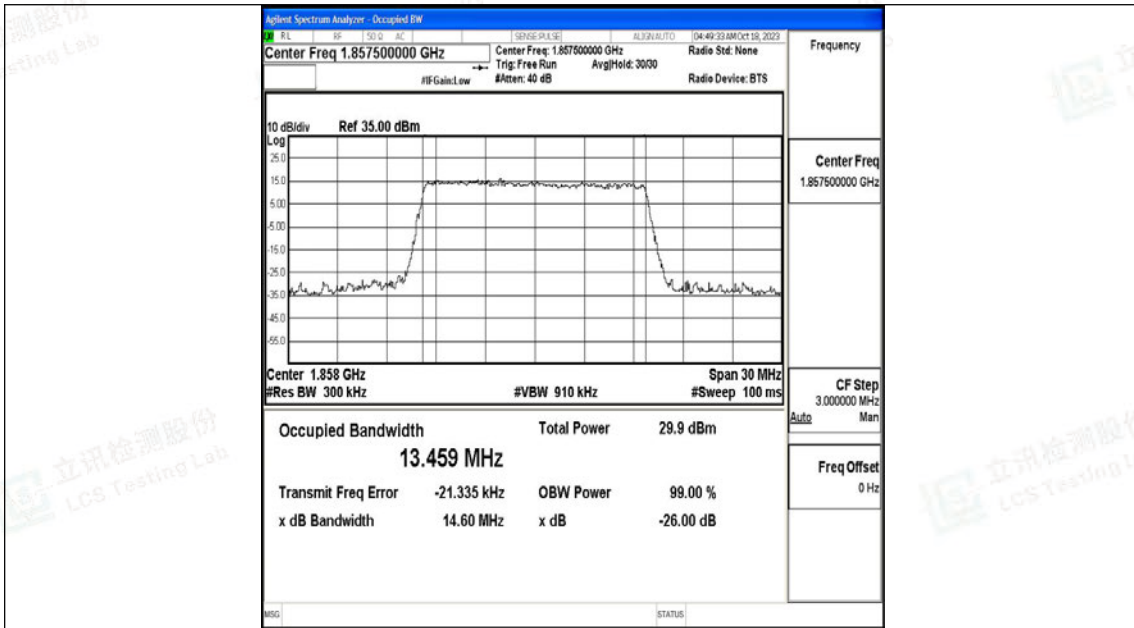 Agilent Spectrum Analyzer - Occupied BW
RL RF 50 Ω AC SENSE:PULSE ALIGNAUTO 04:49:33 AM Oct 18, 2023
Center Freq 1.857500000 GHz
Center Freq: 1.857500000 GHz
Radio Std: None
Trig: Free Run Avg|Hold: 30/30
#IFGain:Low
#Atten: 40 dB
Radio Device: BTS
10 dB/div Ref 35.00 dBm
Log
25.0
15.0
5.00
-5.00
-15.0
-25.0
-35.0
-45.0
-55.0
Center 1.858 GHz
Span 30 MHz
#Res BW 300 kHz
#VBW 910 kHz
#Sweep 100 ms
Occupied Bandwidth
Total Power 29.9 dBm
13.459 MHz
Transmit Freq Error -21.335 kHz
OBW Power 99.00 %
x dB Bandwidth 14.60 MHz
x dB -26.00 dB
MSG
STATUS
Frequency
Center Freq
1.857500000 GHz
CF Step
3.000000 MHz
Auto Man
Freq Offset
0 Hz
立讯检测股份
LCS Testing Lab
立讯检测股份
LCS Testing L